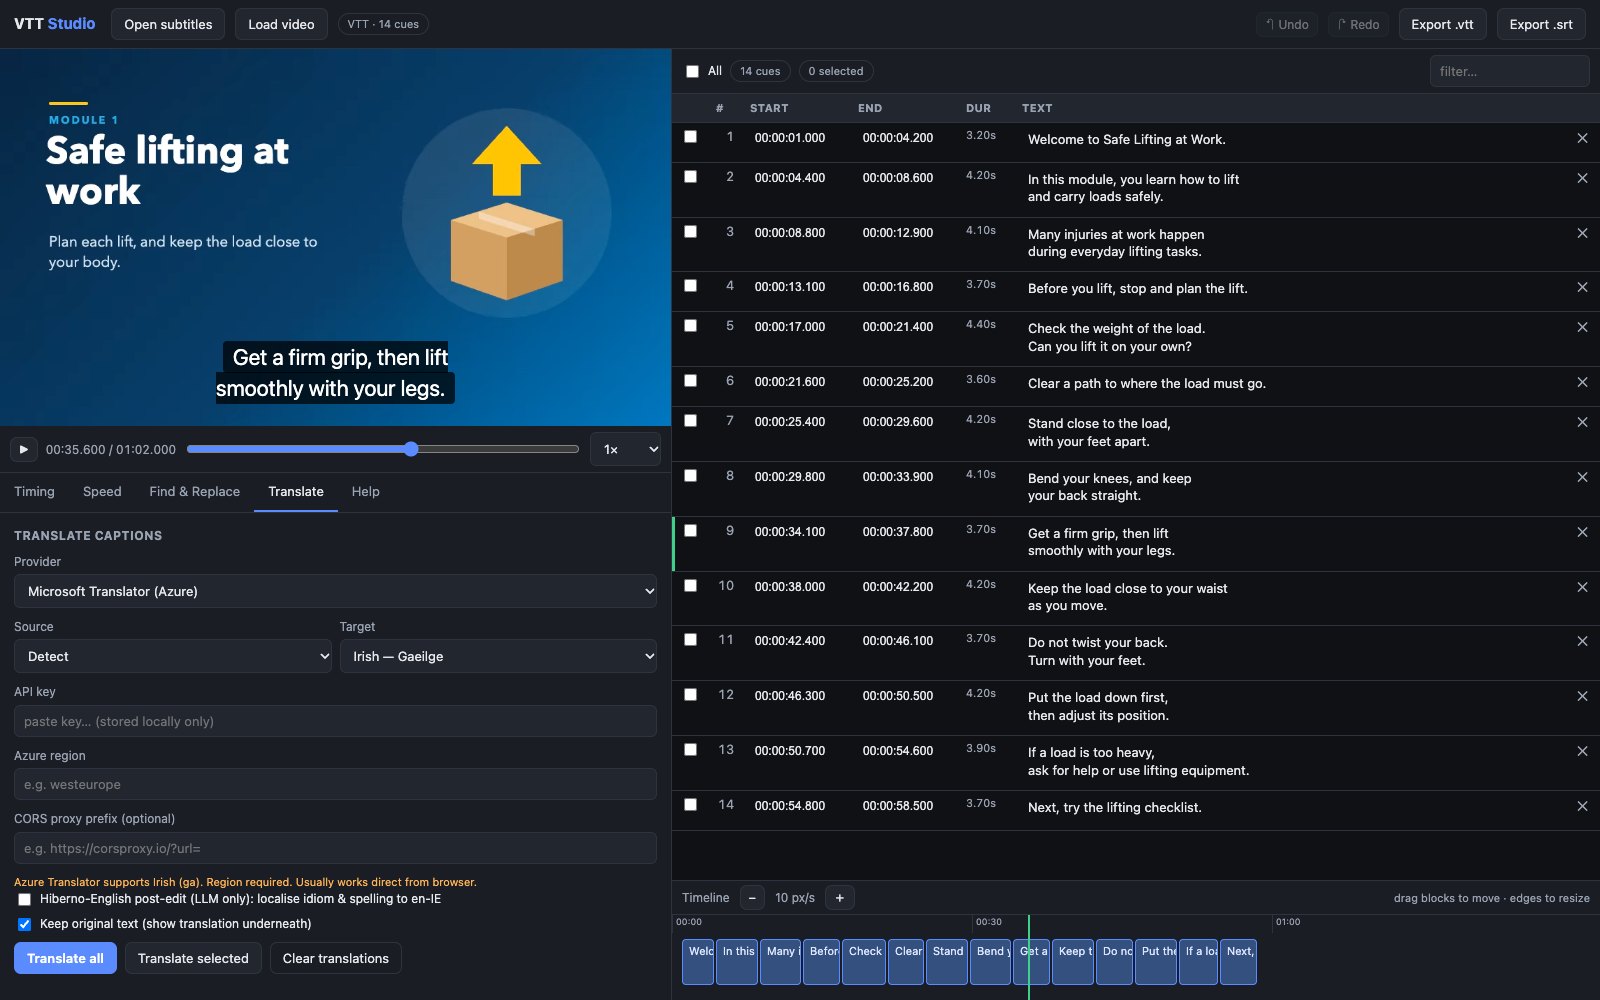 VTT Studio
Open subtitles
Load video
VTT · 14 cues
Undo
Redo
Export .vtt
Export .srt
MODULE 1
Safe lifting at
work
Plan each lift, and keep the load close to
your body.
Get a firm grip, then lift
smoothly with your legs.
00:35.600 / 01:02.000
1×
Timing
Speed
Find & Replace
Translate
Help
TRANSLATE CAPTIONS
Provider
Microsoft Translator (Azure)
Source
Target
Detect
Irish — Gaeilge
API key
paste key... (stored locally only)
Azure region
e.g. westeurope
CORS proxy prefix (optional)
e.g. https://corsproxy.io/?url=
Azure Translator supports Irish (ga). Region required. Usually works direct from browser.
Hiberno-English post-edit (LLM only): localise idiom & spelling to en-IE
Keep original text (show translation underneath)
Translate all
Translate selected
Clear translations
All
14 cues
0 selected
filter...
# START END DUR TEXT
1 00:00:01.000 00:00:04.200 3.20s Welcome to Safe Lifting at Work.
2 00:00:04.400 00:00:08.600 4.20s In this module, you learn how to lift
and carry loads safely.
3 00:00:08.800 00:00:12.900 4.10s Many injuries at work happen
during everyday lifting tasks.
4 00:00:13.100 00:00:16.800 3.70s Before you lift, stop and plan the lift.
5 00:00:17.000 00:00:21.400 4.40s Check the weight of the load.
Can you lift it on your own?
6 00:00:21.600 00:00:25.200 3.60s Clear a path to where the load must go.
7 00:00:25.400 00:00:29.600 4.20s Stand close to the load,
with your feet apart.
8 00:00:29.800 00:00:33.900 4.10s Bend your knees, and keep
your back straight.
9 00:00:34.100 00:00:37.800 3.70s Get a firm grip, then lift
smoothly with your legs.
10 00:00:38.000 00:00:42.200 4.20s Keep the load close to your waist
as you move.
11 00:00:42.400 00:00:46.100 3.70s Do not twist your back.
Turn with your feet.
12 00:00:46.300 00:00:50.500 4.20s Put the load down first,
then adjust its position.
13 00:00:50.700 00:00:54.600 3.90s If a load is too heavy,
ask for help or use lifting equipment.
14 00:00:54.800 00:00:58.500 3.70s Next, try the lifting checklist.
Timeline
− 10 px/s +
drag blocks to move · edges to resize
00:00 00:30 01:00
Welc In this Many i Befor Check Clear Stand Bend y Get a Keep t Do nc Put the If a loa Next,